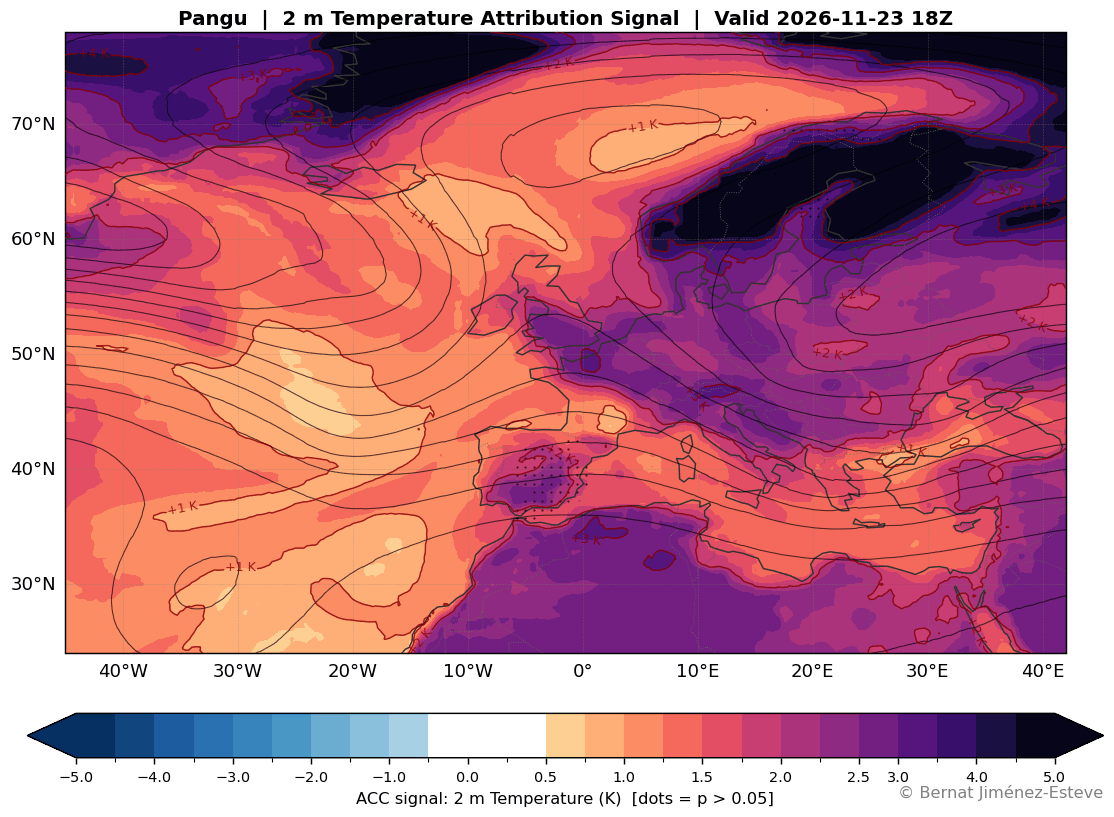 Pangu | 2 m Temperature Attribution Signal | Valid 2026-11-23 18Z
70°N
60°N
50°N
40°N
30°N
+2 K
+1 K
+1 K
+2 K
+2 K
+2 K
+1 K
+1 K
+1 K
+3 K
40°W
30°W
20°W
10°W
0°
10°E
20°E
30°E
40°E
−5.0
−4.0
−3.0
−2.0
−1.0
0.0
0.5
1.0
1.5
2.0
2.5
3.0
4.0
5.0
ACC signal: 2 m Temperature (K) [dots = p > 0.05]
© Bernat Jiménez-Esteve